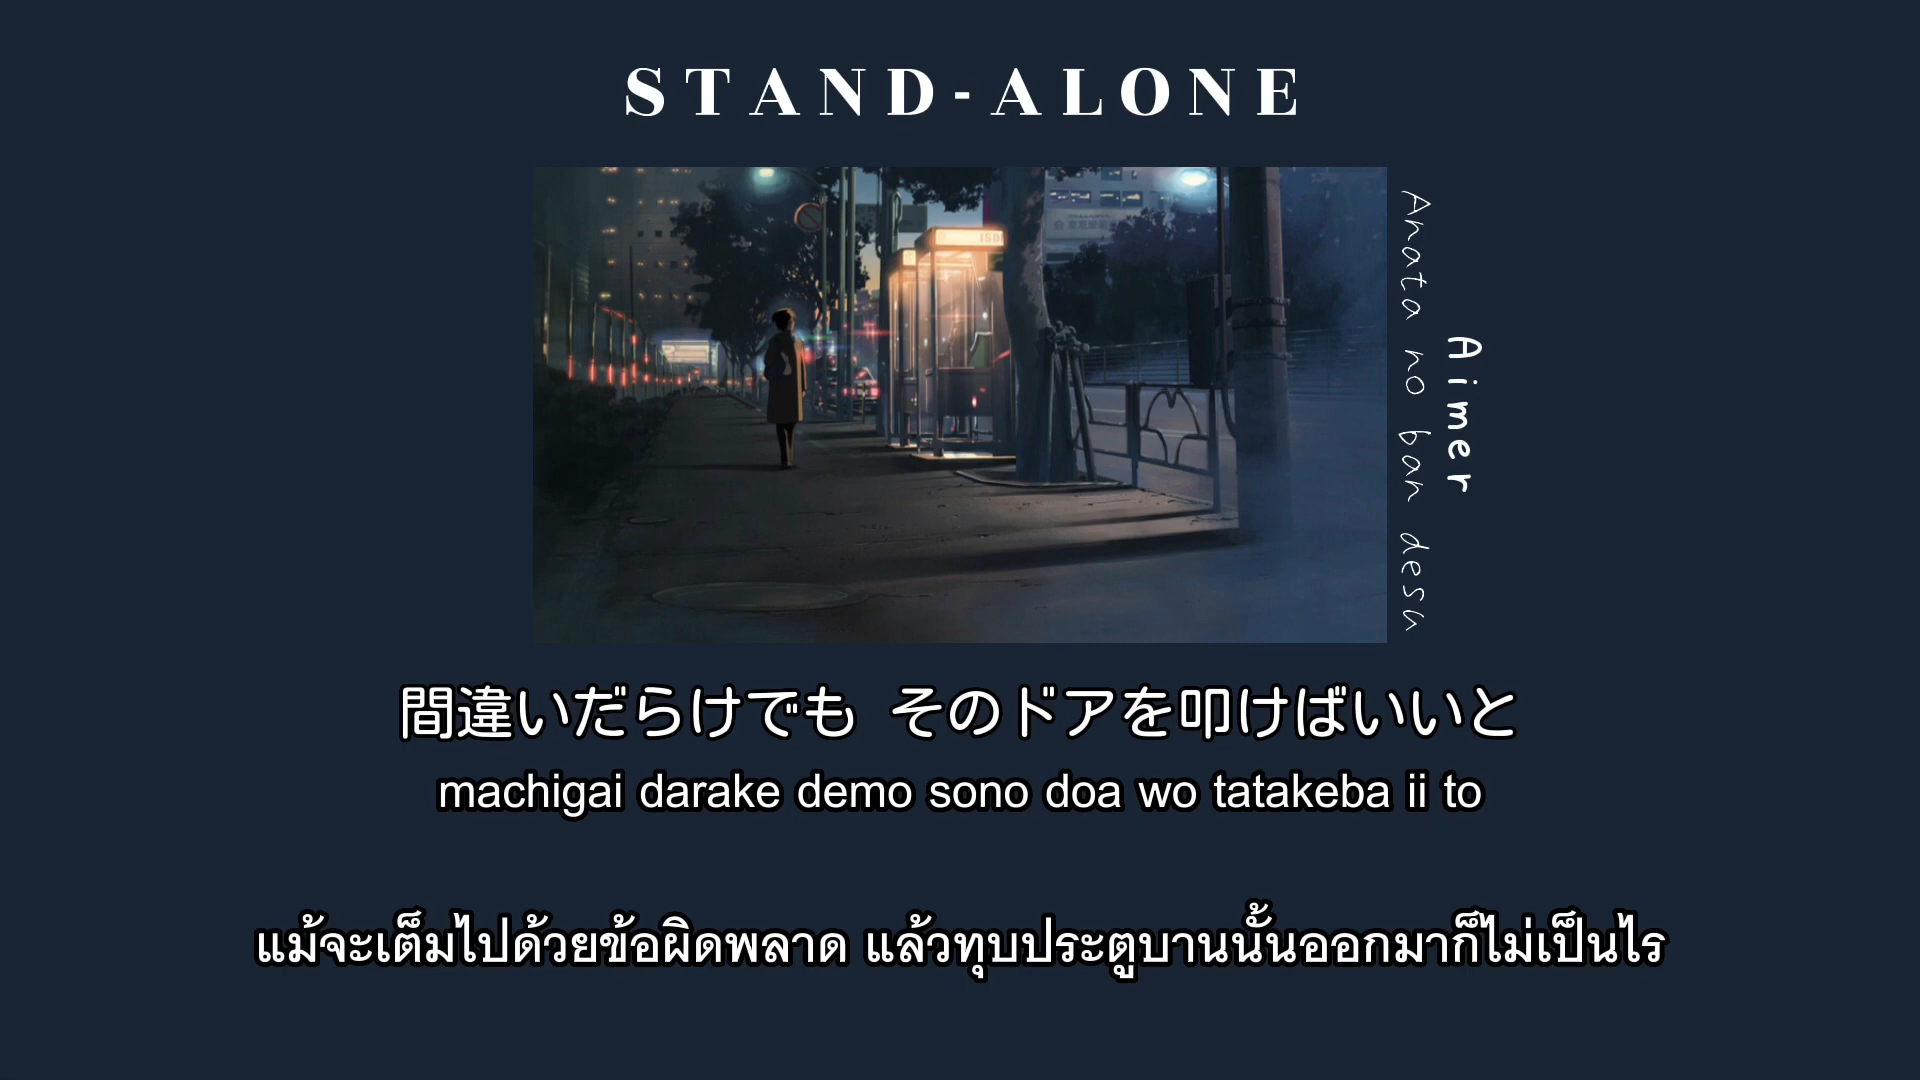 STAND-ALONE
ISD
Aimer
Anata no ban desu
間違いだらけでも そのドアを叩けばいいと
machigai darake demo sono doa wo tatakeba ii to
แม้จะเต็มไปด้วยข้อผิดพลาด แล้วทุบประตูบานนั้นออกมาก็ไม่เป็นไร